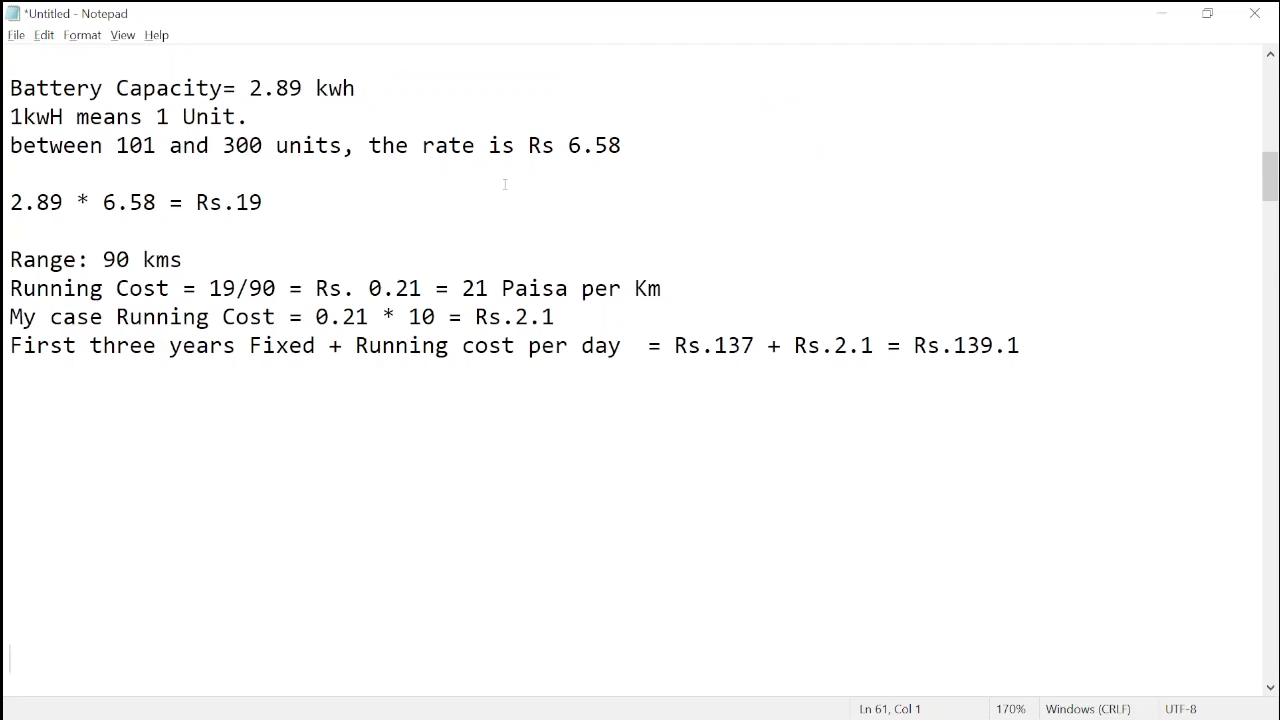 *Untitled - Notepad
File Edit Format View Help
Battery Capacity= 2.89 kwh
1kwH means 1 Unit.
between 101 and 300 units, the rate is Rs 6.58
2.89 * 6.58 = Rs.19
Range: 90 kms
Running Cost = 19/90 = Rs. 0.21 = 21 Paisa per Km
My case Running Cost = 0.21 * 10 = Rs.2.1
First three years Fixed + Running cost per day  = Rs.137 + Rs.2.1 = Rs.139.1
Ln 61, Col 1 170% Windows (CRLF) UTF-8